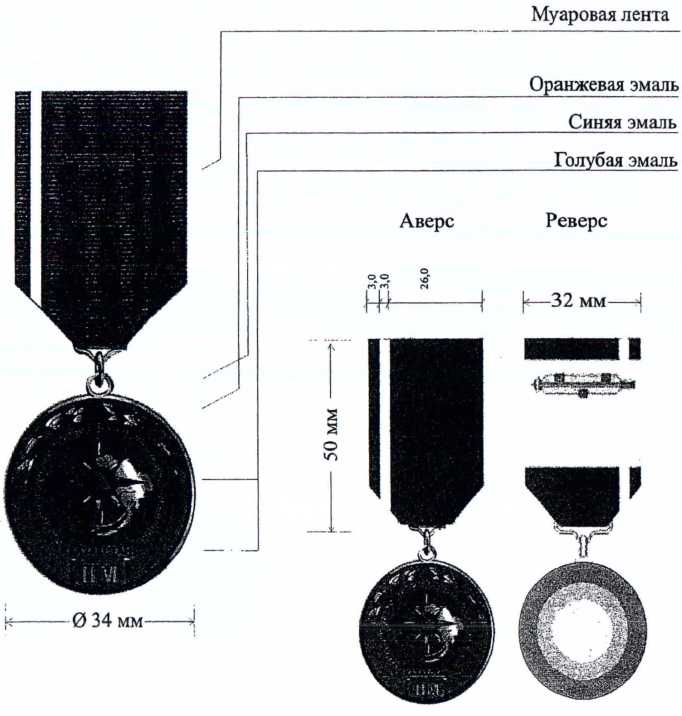 Муаровая лента
Оранжевая эмаль
Синяя эмаль
Голубая эмаль
Аверс
Реверс
3,0
3,0
26,0
32 мм
50 мм
Ø 34 мм